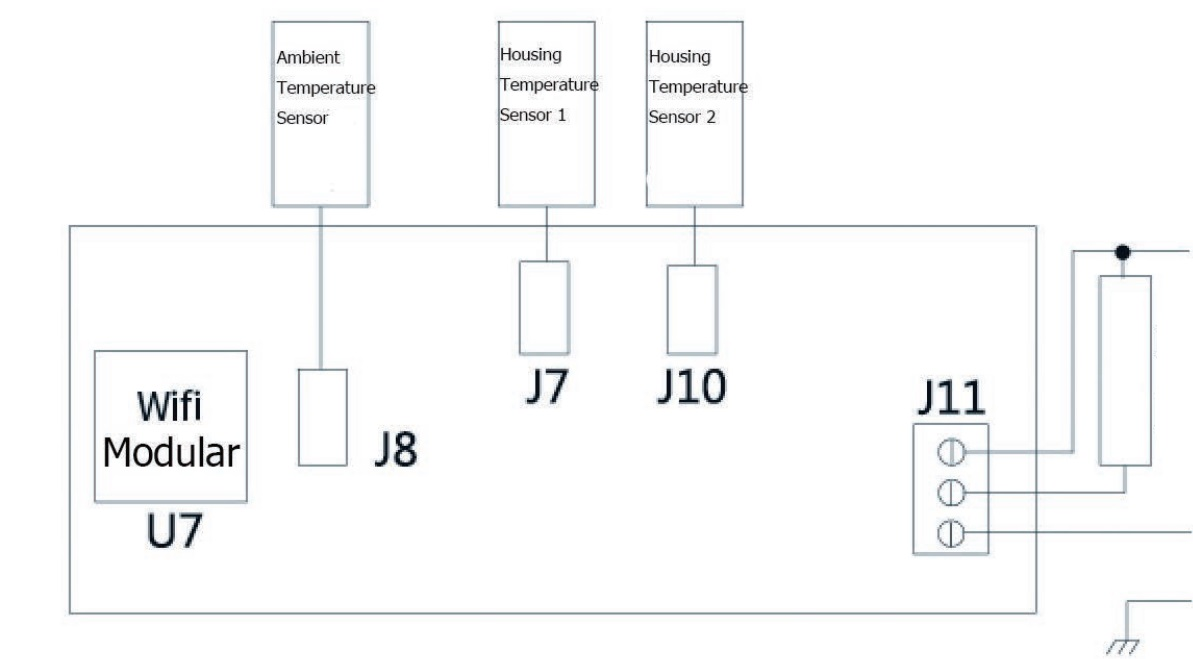 Ambient
Temperature
Sensor
Housing
Temperature
Sensor 1
Housing
Temperature
Sensor 2
J7
J10
J11
Wifi
Modular
J8
U7